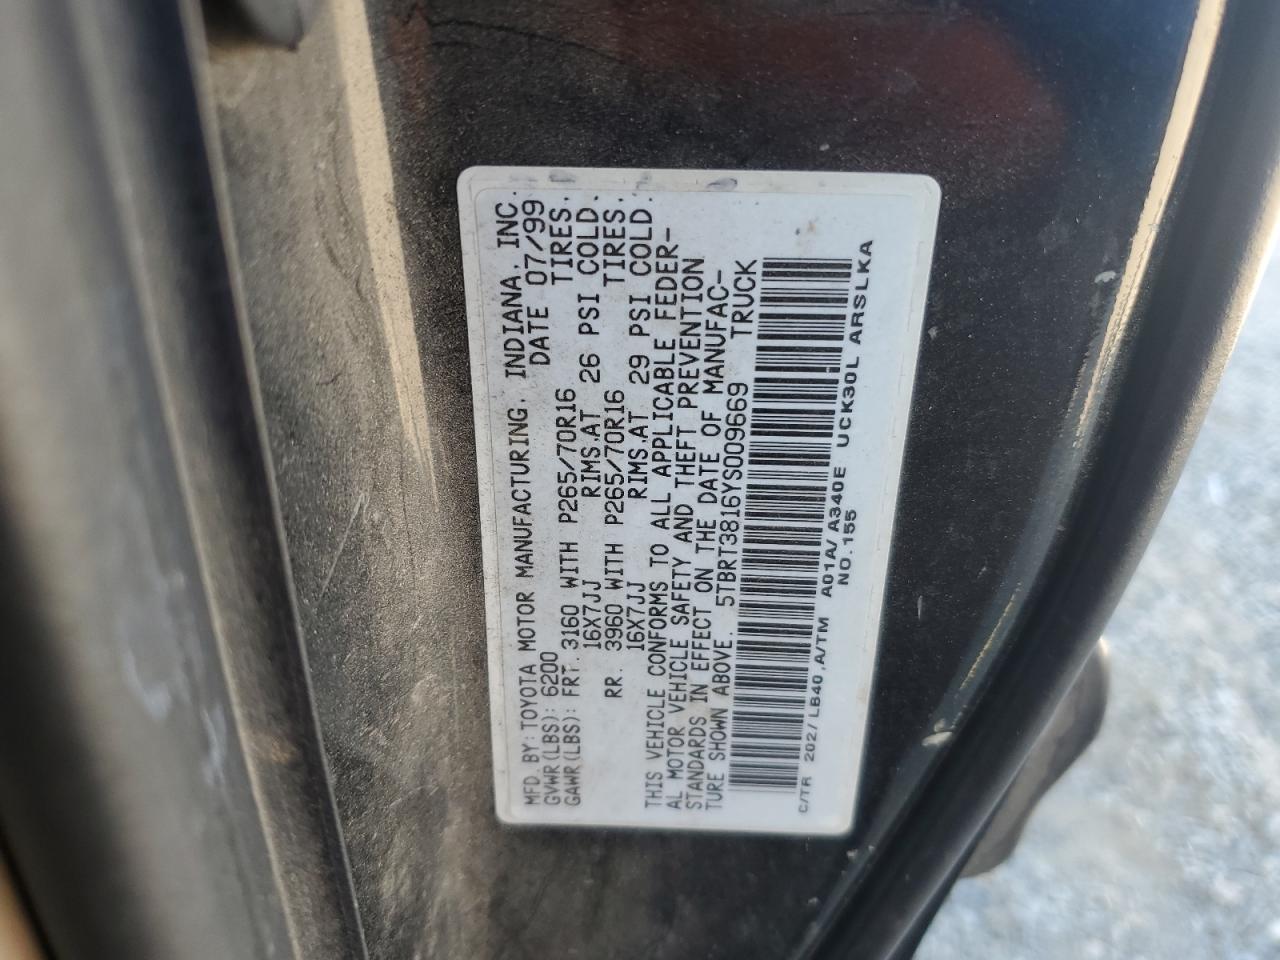 MFD. BY: TOYOTA MOTOR MANUFACTURING, INDIANA, INC.
GVWR(LBS): 6200 DATE 07/99
GAWR(LBS): FRT. 3160 WITH P265/70R16 TIRES,
16X7JJ RIMS.AT 26 PSI COLD.
RR. 3960 WITH P265/70R16 TIRES,
16X7JJ RIMS.AT 29 PSI COLD.
THIS VEHICLE CONFORMS TO ALL APPLICABLE FEDER-
AL MOTOR VEHICLE SAFETY AND THEFT PREVENTION
STANDARDS IN EFFECT ON THE DATE OF MANUFAC-
TURE SHOWN ABOVE. 5TBRT3816YS009669 TRUCK
C/TR 202/LB40,A/TM A01A/A340E UCK30L ARSLKA
NO.155